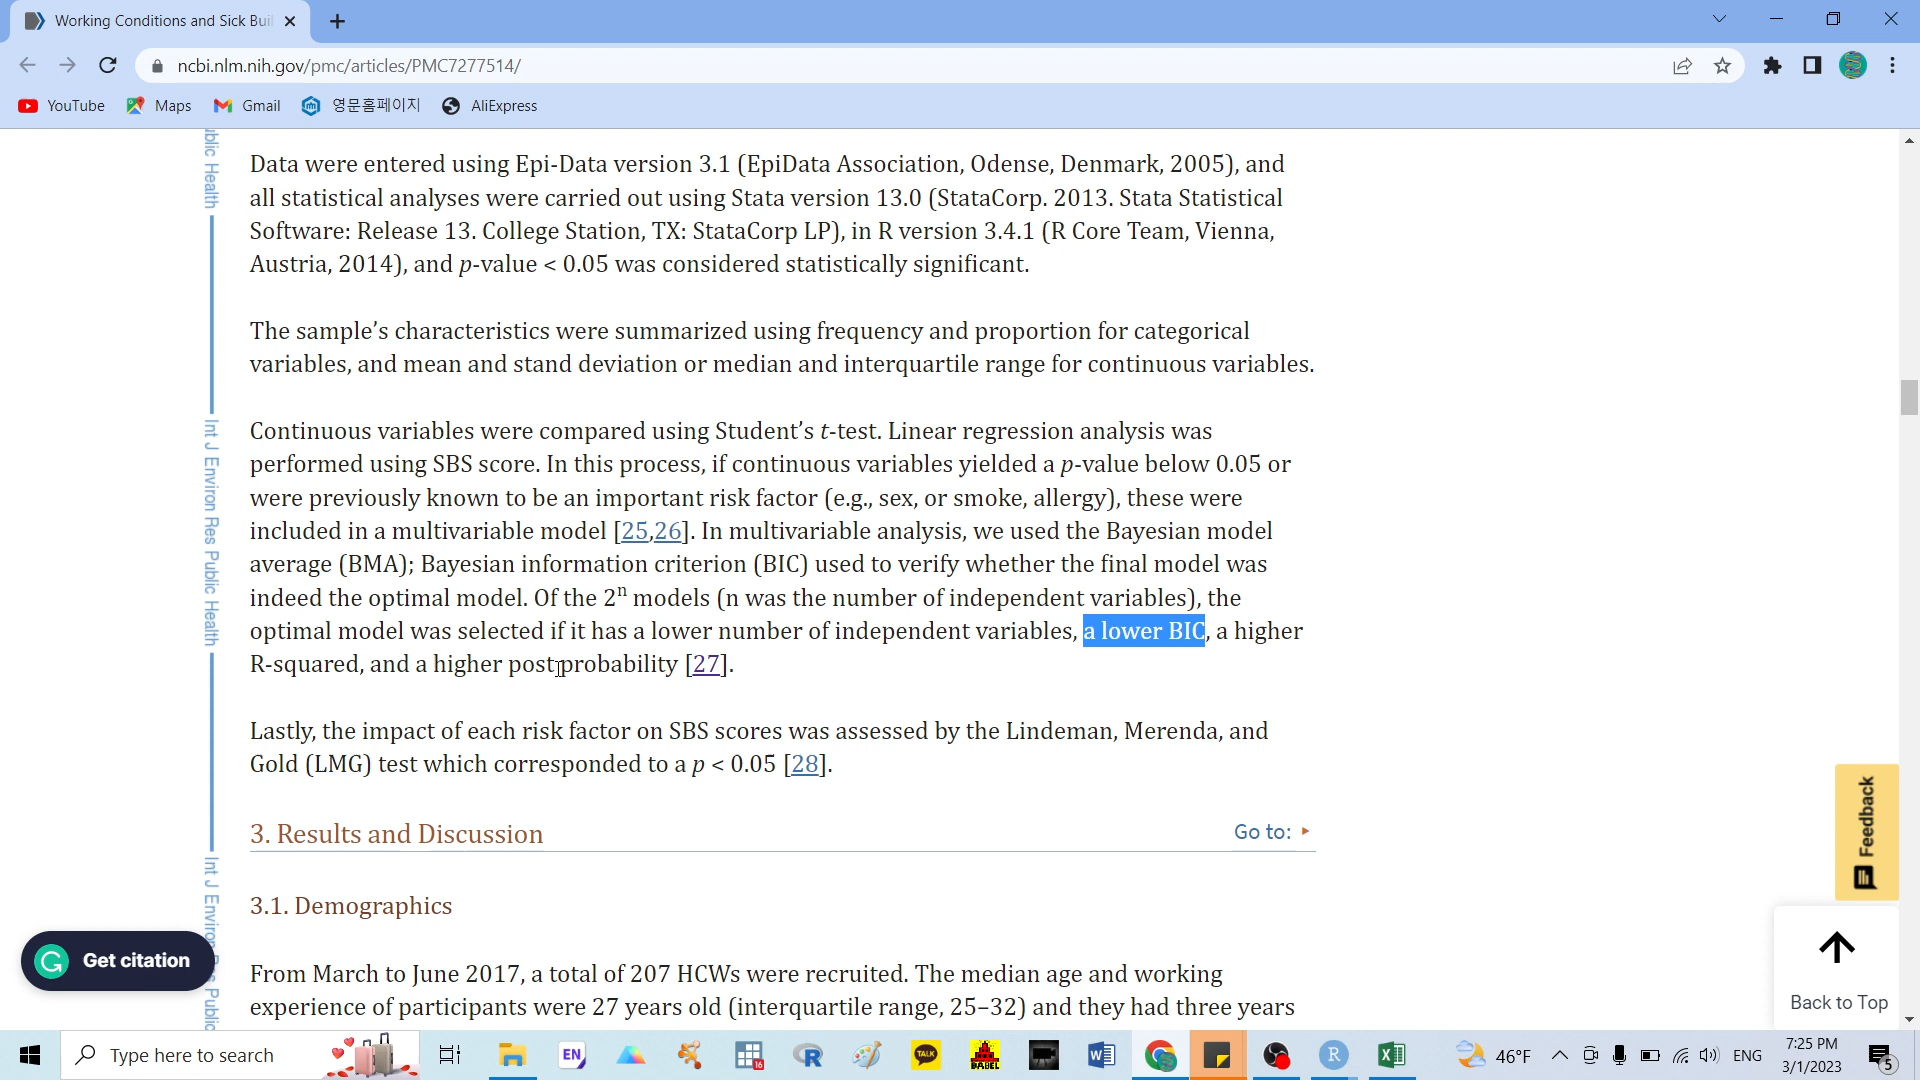 Working Conditions and Sick Buil
ncbi.nlm.nih.gov/pmc/articles/PMC7277514/
YouTube
Maps
Gmail
영문홈페이지
AliExpress
Data were entered using Epi-Data version 3.1 (EpiData Association, Odense, Denmark, 2005), and
all statistical analyses were carried out using Stata version 13.0 (StataCorp. 2013. Stata Statistical
Software: Release 13. College Station, TX: StataCorp LP), in R version 3.4.1 (R Core Team, Vienna,
Austria, 2014), and p-value < 0.05 was considered statistically significant.
The sample’s characteristics were summarized using frequency and proportion for categorical
variables, and mean and stand deviation or median and interquartile range for continuous variables.
Continuous variables were compared using Student’s t-test. Linear regression analysis was
performed using SBS score. In this process, if continuous variables yielded a p-value below 0.05 or
were previously known to be an important risk factor (e.g., sex, or smoke, allergy), these were
included in a multivariable model [25,26]. In multivariable analysis, we used the Bayesian model
average (BMA); Bayesian information criterion (BIC) used to verify whether the final model was
indeed the optimal model. Of the 2ⁿ models (n was the number of independent variables), the
optimal model was selected if it has a lower number of independent variables, a lower BIC, a higher
R-squared, and a higher post probability [27].
Lastly, the impact of each risk factor on SBS scores was assessed by the Lindeman, Merenda, and
Gold (LMG) test which corresponded to a p < 0.05 [28].
3. Results and Discussion
Go to:
3.1. Demographics
From March to June 2017, a total of 207 HCWs were recruited. The median age and working
experience of participants were 27 years old (interquartile range, 25–32) and they had three years
ublic Health
Int J Environ Res Public Health
Int J Environ Res Public
Get citation
Feedback
Back to Top
Type here to search
EN
16
R
TALK
BABEL
R
46°F
ENG
7:25 PM
3/1/2023
5